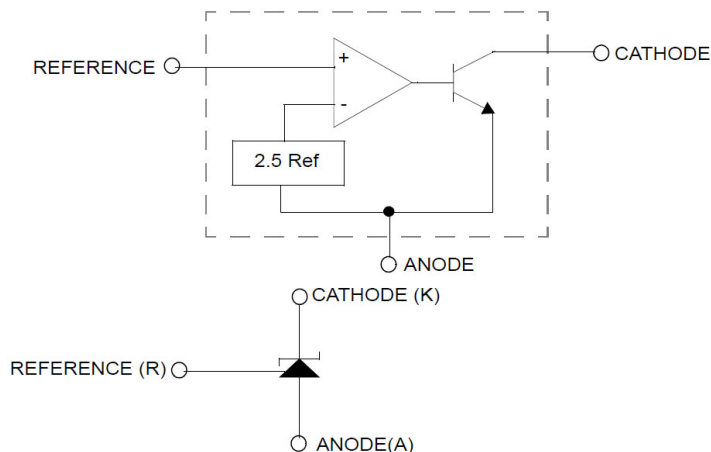 REFERENCE
+
-
CATHODE
2.5 Ref
ANODE
CATHODE (K)
REFERENCE (R)
ANODE(A)